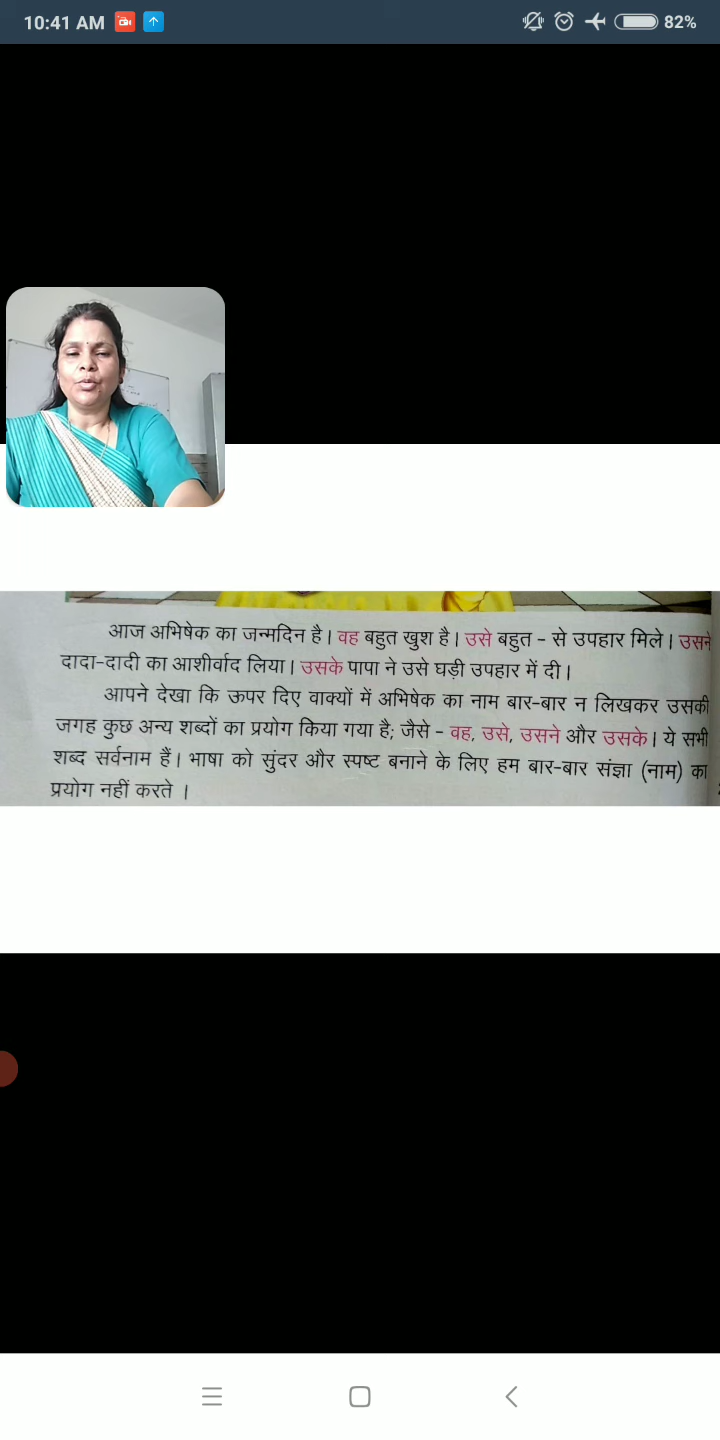 10:41 AM 82%
आज अभिषेक का जन्मदिन है। वह बहुत खुश है। उसे बहुत - से उपहार मिले। उसने
दादा-दादी का आशीर्वाद लिया। उसके पापा ने उसे घड़ी उपहार में दी।
आपने देखा कि ऊपर दिए वाक्यों में अभिषेक का नाम बार-बार न लिखकर उसकी
जगह कुछ अन्य शब्दों का प्रयोग किया गया है; जैसे - वह, उसे, उसने और उसके। ये सभी
शब्द सर्वनाम हैं। भाषा को सुंदर और स्पष्ट बनाने के लिए हम बार-बार संज्ञा (नाम) का
प्रयोग नहीं करते ।